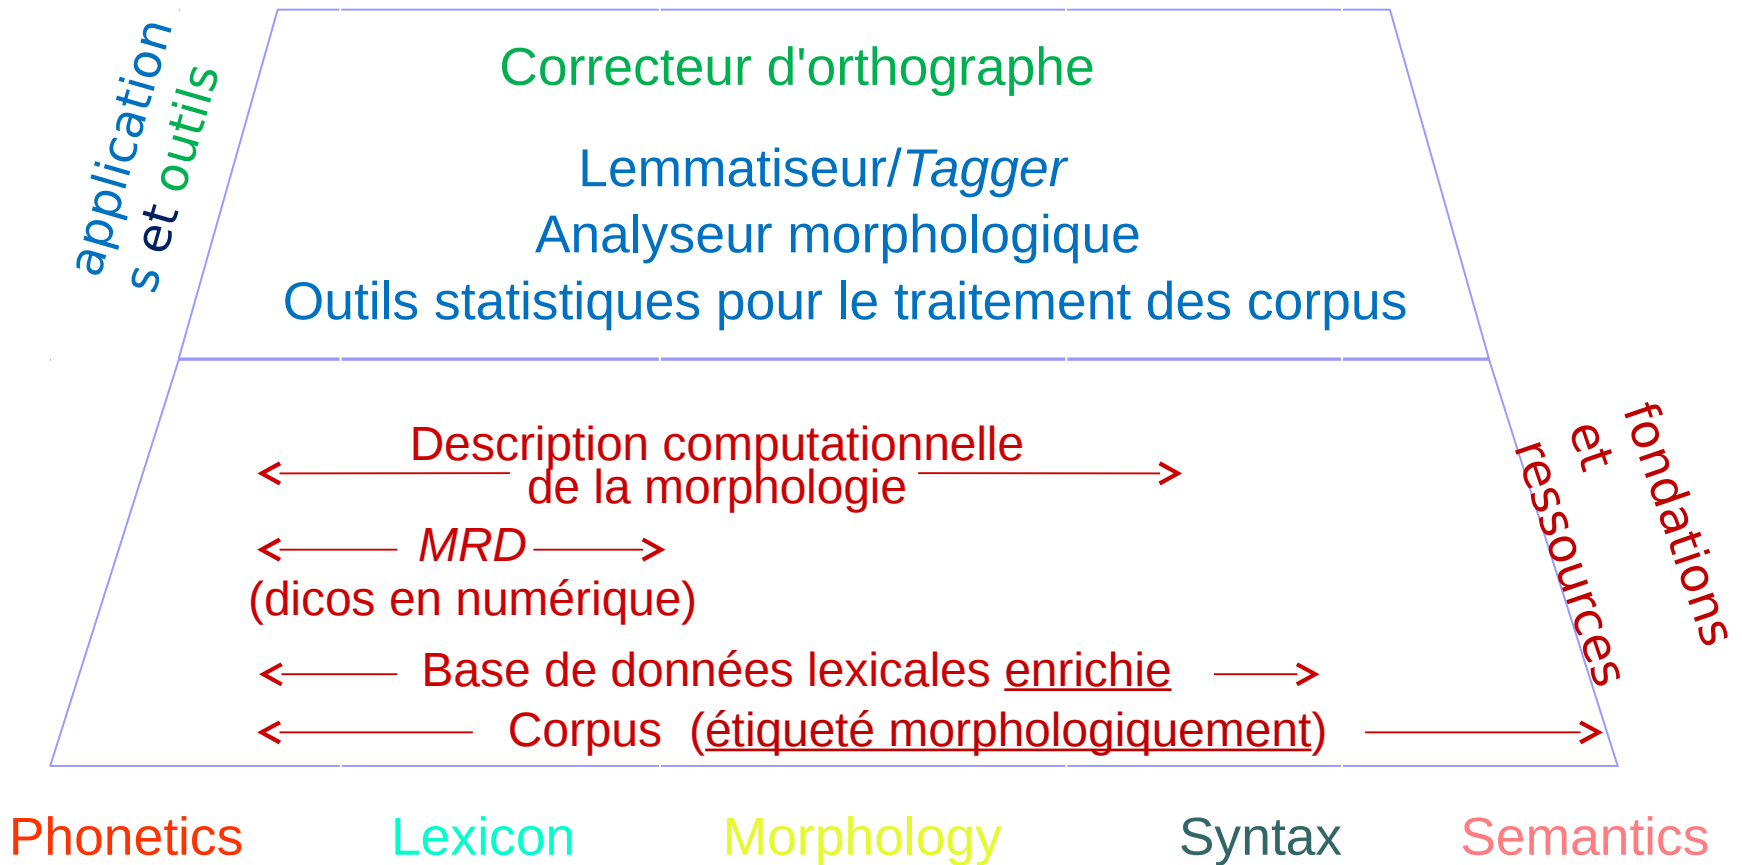 application
s et outils
Correcteur d'orthographe
Lemmatiseur/Tagger
Analyseur morphologique
Outils statistiques pour le traitement des corpus
fondations
et
ressources
Description computationnelle
de la morphologie
MRD
(dicos en numérique)
Base de données lexicales enrichie
Corpus (étiqueté morphologiquement)
Phonetics Lexicon Morphology Syntax Semantics